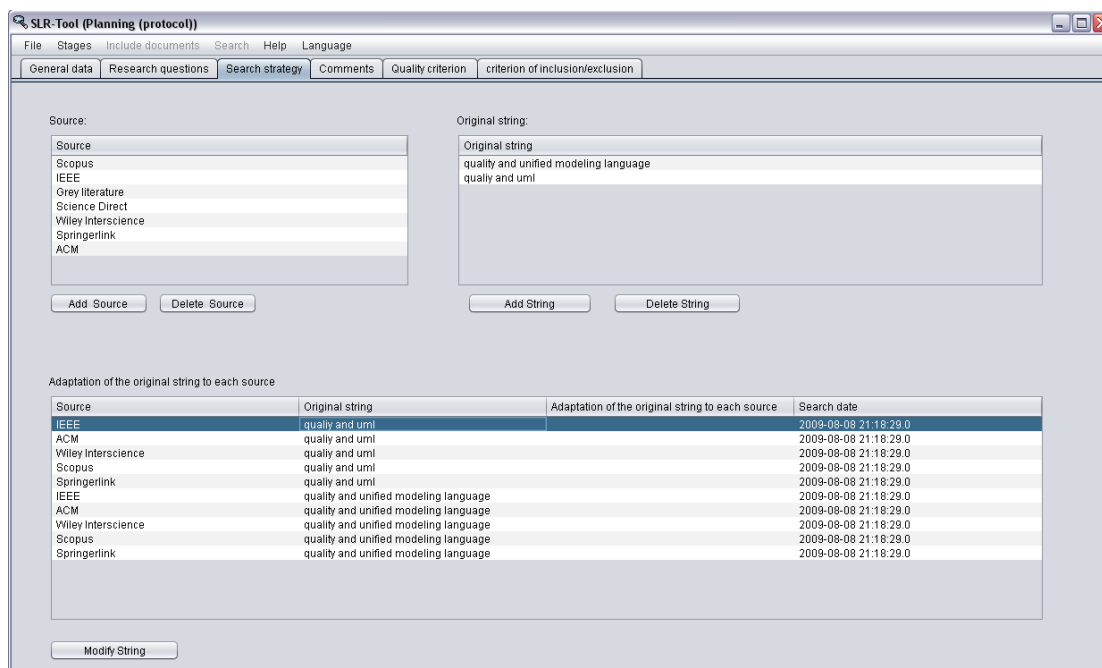 SLR-Tool (Planning (protocol))
File Stages Include documents Search Help Language
General data Research questions Search strategy Comments Quality criterion criterion of inclusion/exclusion
Source: Original string:
Source Original string
Scopus quality and unified modeling language
IEEE qualiy and uml
Grey literature
Science Direct
Wiley Interscience
Springerlink
ACM
Add Source Delete Source Add String Delete String
Adaptation of the original string to each source
Source Original string Adaptation of the original string to each source Search date
IEEE qualiy and uml 2009-08-08 21:18:29.0
ACM qualiy and uml 2009-08-08 21:18:29.0
Wiley Interscience qualiy and uml 2009-08-08 21:18:29.0
Scopus qualiy and uml 2009-08-08 21:18:29.0
Springerlink qualiy and uml 2009-08-08 21:18:29.0
IEEE quality and unified modeling language 2009-08-08 21:18:29.0
ACM quality and unified modeling language 2009-08-08 21:18:29.0
Wiley Interscience quality and unified modeling language 2009-08-08 21:18:29.0
Scopus quality and unified modeling language 2009-08-08 21:18:29.0
Springerlink quality and unified modeling language 2009-08-08 21:18:29.0
Modify String